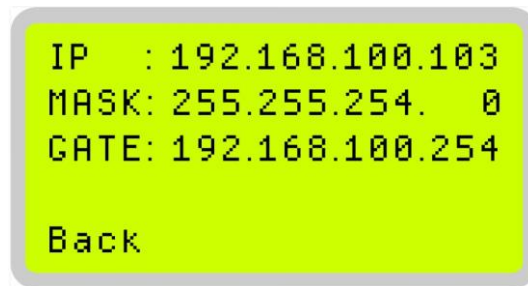 IP  : 192.168.100.103
MASK: 255.255.254.  0
GATE: 192.168.100.254
Back